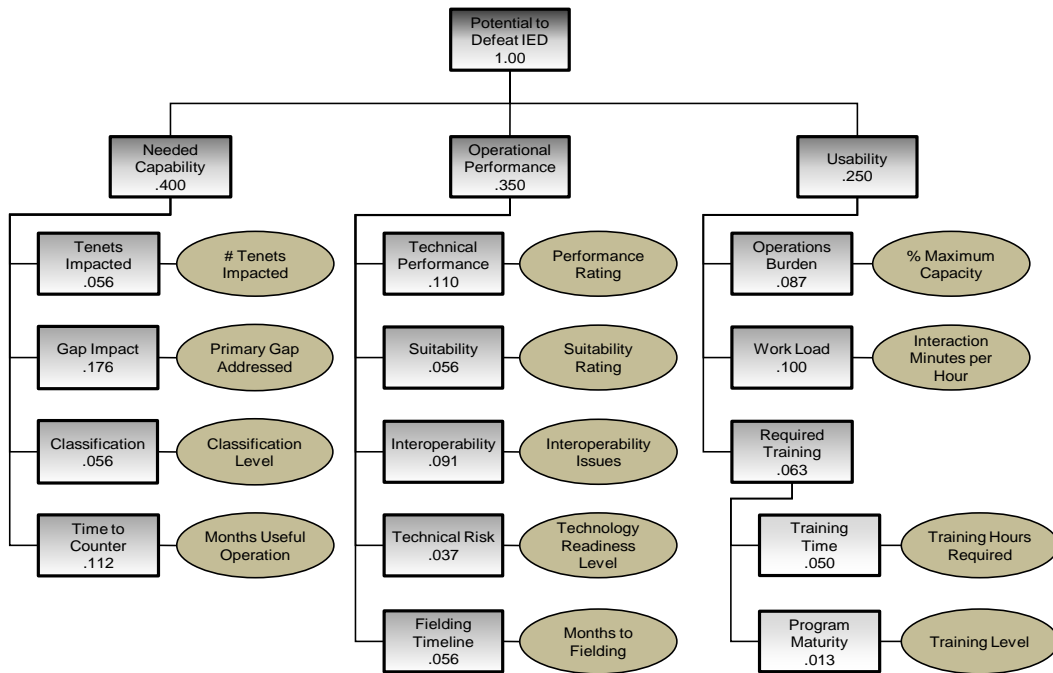 Potential to
Defeat IED
1.00
Needed
Capability
.400
Operational
Performance
.350
Usability
.250
Tenets
Impacted
.056
# Tenets
Impacted
Technical
Performance
.110
Performance
Rating
Operations
Burden
.087
% Maximum
Capacity
Gap Impact
.176
Primary Gap
Addressed
Suitability
.056
Suitability
Rating
Work Load
.100
Interaction
Minutes per
Hour
Classification
.056
Classification
Level
Interoperability
.091
Interoperability
Issues
Required
Training
.063
Time to
Counter
.112
Months Useful
Operation
Technical Risk
.037
Technology
Readiness
Level
Training
Time
.050
Training Hours
Required
Fielding
Timeline
.056
Months to
Fielding
Program
Maturity
.013
Training Level